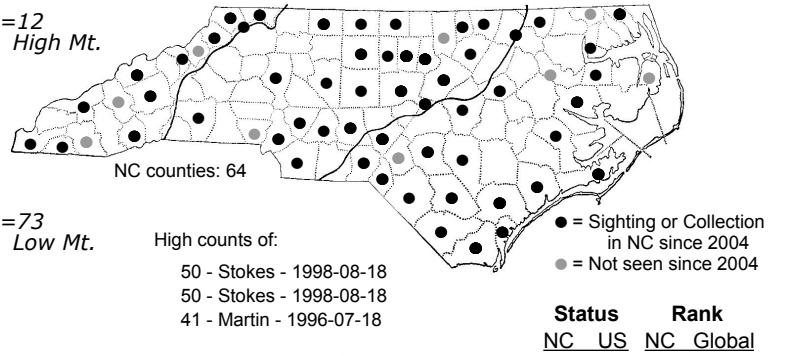 =12
High Mt.
NC counties: 64
=73
Low Mt.
High counts of:
50 - Stokes - 1998-08-18
50 - Stokes - 1998-08-18
41 - Martin - 1996-07-18
= Sighting or Collection
in NC since 2004
= Not seen since 2004
Status Rank
NC US NC Global